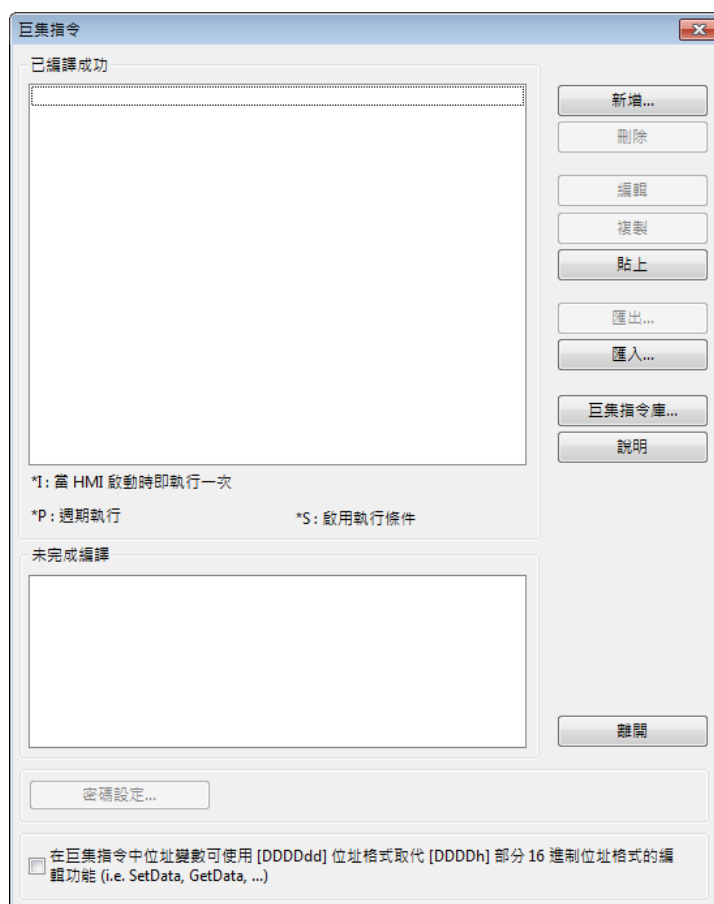 巨集指令
已編譯成功
新增...
刪除
編輯
複製
貼上
匯出...
匯入...
巨集指令庫...
說明
*I : 當 HMI 啟動時即執行一次
*P : 週期執行
*S : 啟用執行條件
未完成編譯
離開
密碼設定...
在巨集指令中位址變數可使用 [DDDDdd] 位址格式取代 [DDDDh] 部分 16 進制位址格式的編
輯功能 (i.e. SetData, GetData, ...)